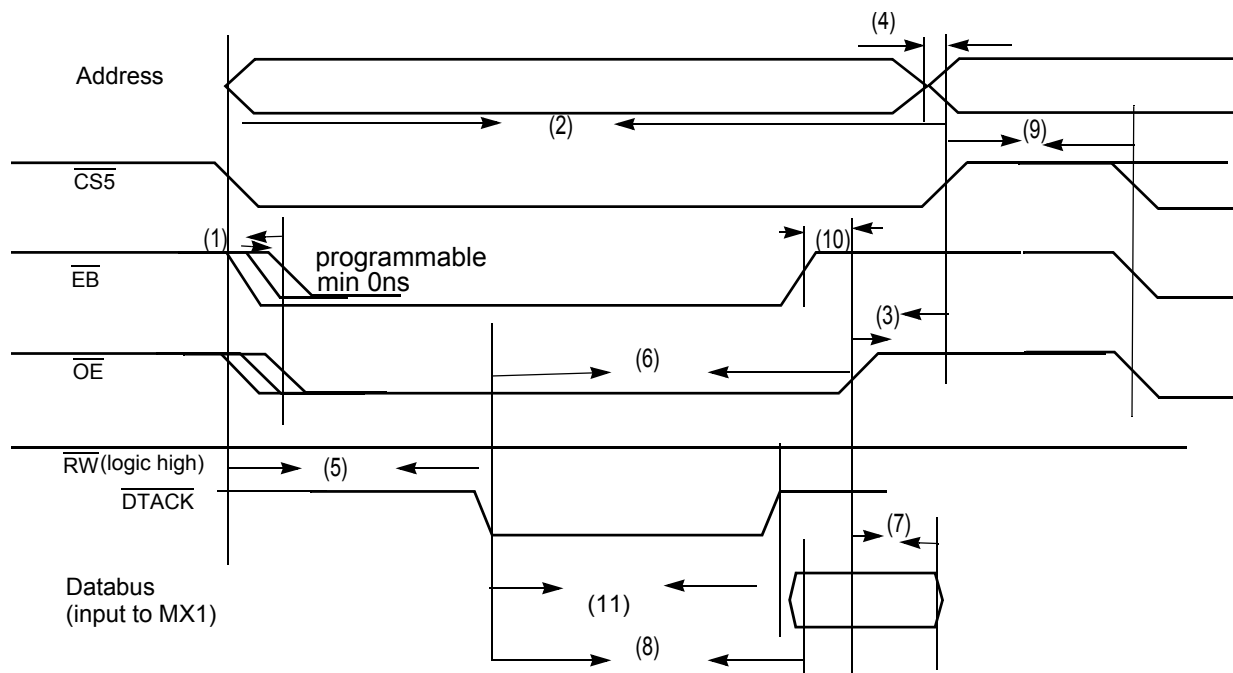 (4)
Address
(2)
(9)
CS5
(1)
(10)
programmable
min 0ns
EB
(3)
(6)
OE
RW(logic high)
(5)
DTACK
(7)
Databus
(input to MX1)
(11)
(8)